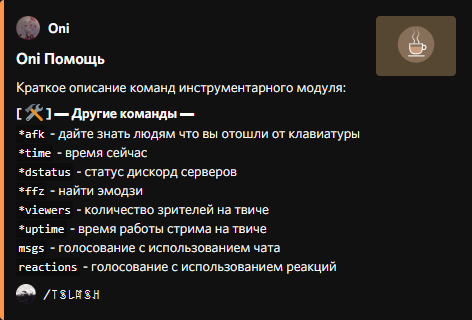 Oni
Oni Помощь
Краткое описание команд инструментарного модуля:
[ 🛠 ] — Другие команды —
*afk - дайте знать людям что вы отошли от клавиатуры
*time - время сейчас
*dstatus - статус дискорд серверов
*ffz - найти эмодзи
*viewers - количество зрителей на твиче
*uptime - время работы стрима на твиче
msgs - голосование с использованием чата
reactions - голосование с использованием реакций